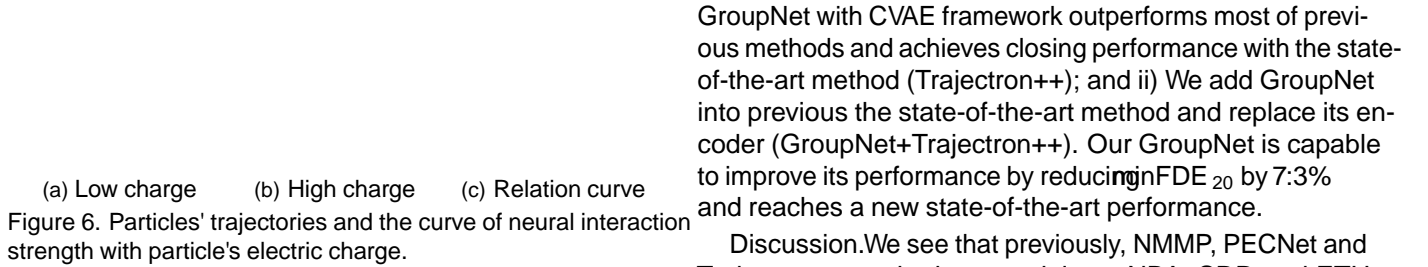 (a) Low charge (b) High charge (c) Relation curve
Figure 6. Particles' trajectories and the curve of neural interaction
strength with particle's electric charge.
GroupNet with CVAE framework outperforms most of previ-
ous methods and achieves closing performance with the state-
of-the-art method (Trajectron++); and ii) We add GroupNet
into previous the state-of-the-art method and replace its en-
coder (GroupNet+Trajectron++). Our GroupNet is capable
to improve its performance by reducing minFDE 20 by 7:3%
and reaches a new state-of-the-art performance.
Discussion.We see that previously, NMMP, PECNet and